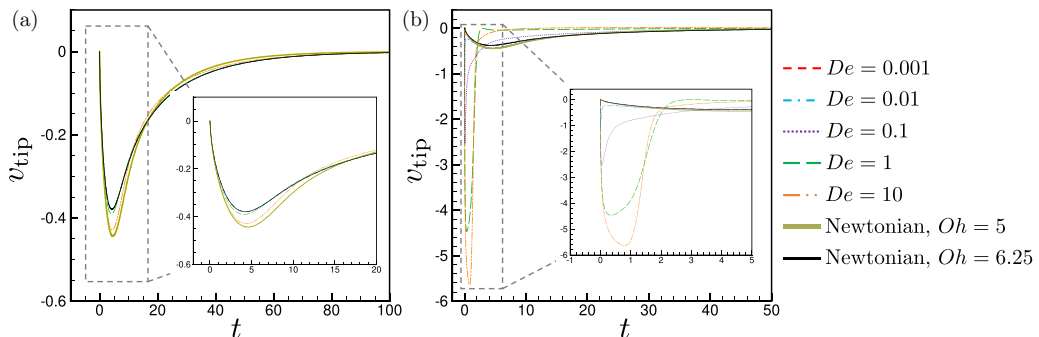 (a)
0
-0.2
-0.4
-0.6
0 20 40 60 80 100
t
v_tip
0
-0.2
-0.4
-0.6
0 5 10 15 20
(b)
0
-1
-2
-3
-4
-5
-6
0 10 20 30 40 50
t
v_tip
1
0
-1
-2
-3
-4
-5
-6
-1 0 1 2 3 4 5
De = 0.001
De = 0.01
De = 0.1
De = 1
De = 10
Newtonian, Oh = 5
Newtonian, Oh = 6.25